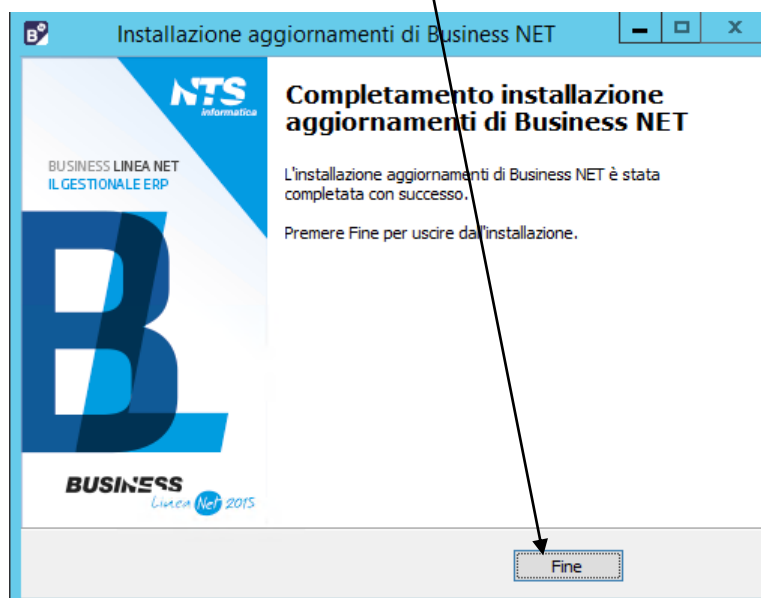 Installazione aggiornamenti di Business NET
NTS
informatica
BUSINESS LINEA NET
IL GESTIONALE ERP
Completamento installazione
aggiornamenti di Business NET
L'installazione aggiornamenti di Business NET è stata
completata con successo.
Premere Fine per uscire dall'installazione.
BL
BUSINESS
Linea Net 2015
Fine